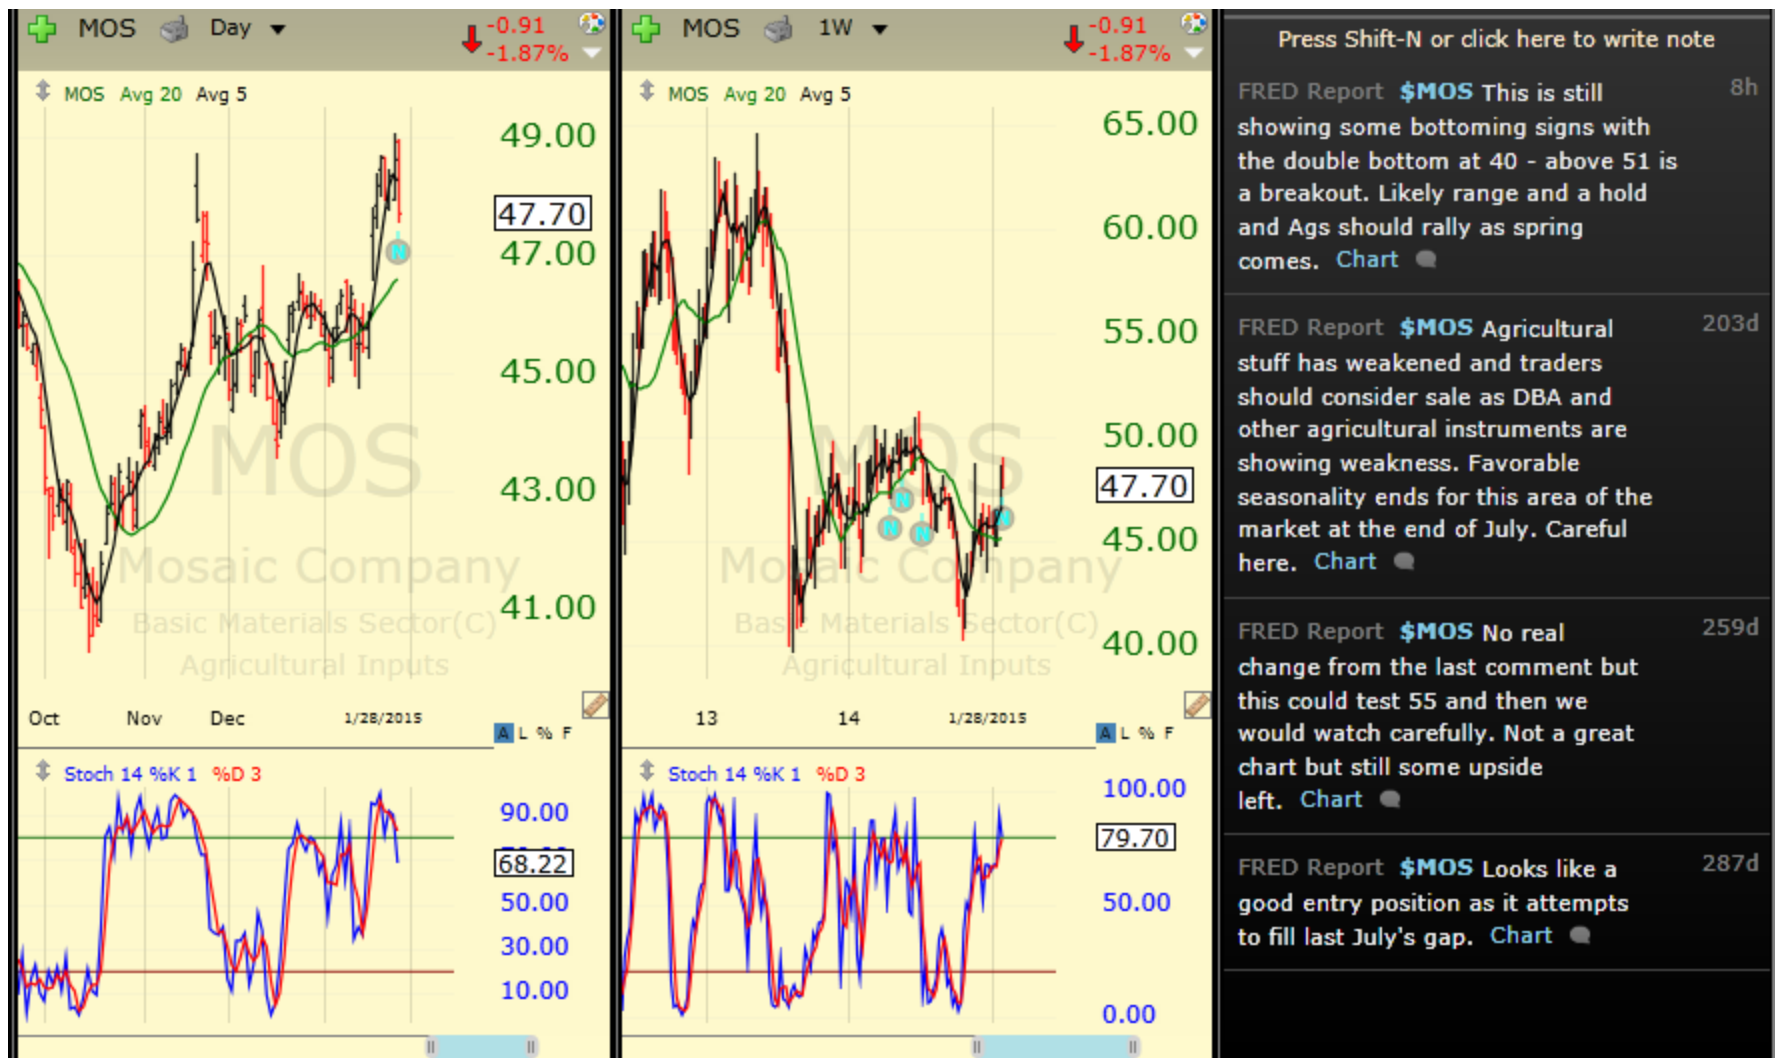 MOS Day
-0.91
-1.87%
MOS Avg 20 Avg 5
49.00
47.70
47.00
45.00
43.00
41.00
MOS
Mosaic Company
Basic Materials Sector(C)
Agricultural Inputs
N
Oct Nov Dec 1/28/2015
A L % F
Stoch 14 %K 1 %D 3
90.00
68.22
50.00
30.00
10.00
MOS 1W
-0.91
-1.87%
MOS Avg 20 Avg 5
65.00
60.00
55.00
50.00
47.70
45.00
40.00
MOS
Mosaic Company
Basic Materials Sector(C)
Agricultural Inputs
N
N
N
N
13 14 1/28/2015
A L % F
Stoch 14 %K 1 %D 3
100.00
79.70
50.00
0.00
Press Shift-N or click here to write note
FRED Report $MOS This is still 8h
showing some bottoming signs with
the double bottom at 40 - above 51 is
a breakout. Likely range and a hold
and Ags should rally as spring
comes. Chart
FRED Report $MOS Agricultural 203d
stuff has weakened and traders
should consider sale as DBA and
other agricultural instruments are
showing weakness. Favorable
seasonality ends for this area of the
market at the end of July. Careful
here. Chart
FRED Report $MOS No real 259d
change from the last comment but
this could test 55 and then we
would watch carefully. Not a great
chart but still some upside
left. Chart
FRED Report $MOS Looks like a 287d
good entry position as it attempts
to fill last July's gap. Chart